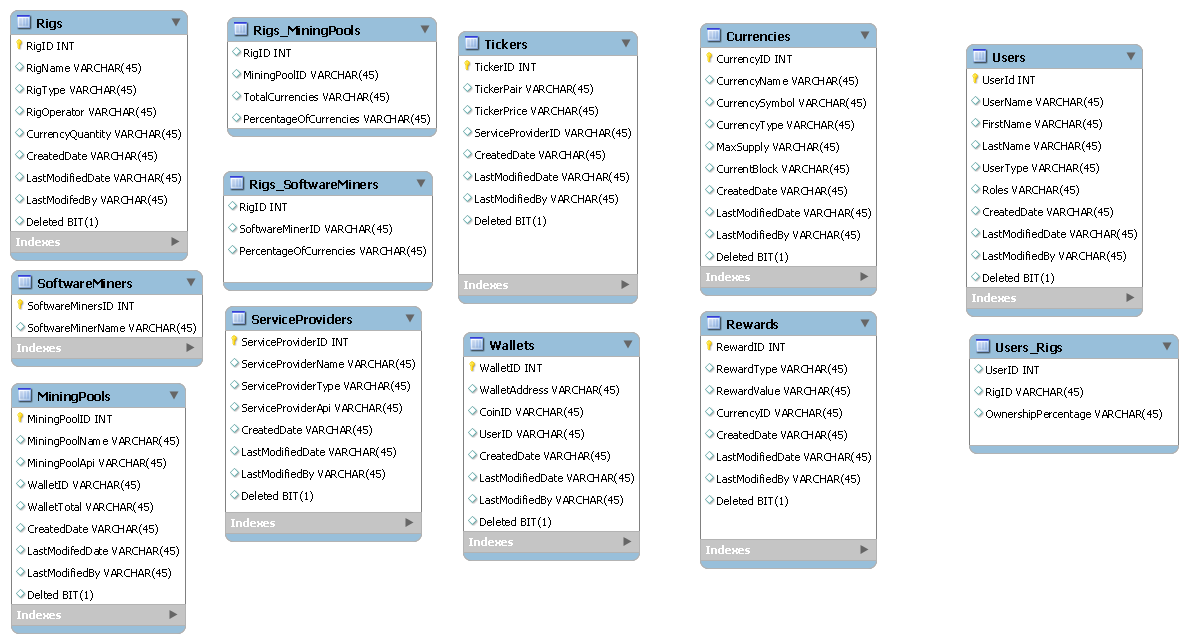 Rigs
RigID INT
RigName VARCHAR(45)
RigType VARCHAR(45)
RigOperator VARCHAR(45)
CurrencyQuantity VARCHAR(45)
CreatedDate VARCHAR(45)
LastModifiedDate VARCHAR(45)
LastModifedBy VARCHAR(45)
Deleted BIT(1)
Indexes
SoftwareMiners
SoftwareMinersID INT
SoftwareMinerName VARCHAR(45)
Indexes
MiningPools
MiningPoolID INT
MiningPoolName VARCHAR(45)
MiningPoolApi VARCHAR(45)
WalletID VARCHAR(45)
WalletTotal VARCHAR(45)
CreatedDate VARCHAR(45)
LastModifedDate VARCHAR(45)
LastModifiedBy VARCHAR(45)
Delted BIT(1)
Indexes
Rigs_MiningPools
RigID INT
MiningPoolID VARCHAR(45)
TotalCurrencies VARCHAR(45)
PercentageOfCurrencies VARCHAR(45)
Rigs_SoftwareMiners
RigID INT
SoftwareMinerID VARCHAR(45)
PercentageOfCurrencies VARCHAR(45)
ServiceProviders
ServiceProviderID INT
ServiceProviderName VARCHAR(45)
ServiceProviderType VARCHAR(45)
ServiceProviderApi VARCHAR(45)
CreatedDate VARCHAR(45)
LastModifiedDate VARCHAR(45)
LastModifiedBy VARCHAR(45)
Deleted BIT(1)
Indexes
Tickers
TickerID INT
TickerPair VARCHAR(45)
TickerPrice VARCHAR(45)
ServiceProviderID VARCHAR(45)
CreatedDate VARCHAR(45)
LastModifiedDate VARCHAR(45)
LastModifiedBy VARCHAR(45)
Deleted BIT(1)
Indexes
Wallets
WalletID INT
WalletAddress VARCHAR(45)
CoinID VARCHAR(45)
UserID VARCHAR(45)
CreatedDate VARCHAR(45)
LastModifiedDate VARCHAR(45)
LastModifiedBy VARCHAR(45)
Deleted BIT(1)
Indexes
Currencies
CurrencyID INT
CurrencyName VARCHAR(45)
CurrencySymbol VARCHAR(45)
CurrencyType VARCHAR(45)
MaxSupply VARCHAR(45)
CurrentBlock VARCHAR(45)
CreatedDate VARCHAR(45)
LastModifiedDate VARCHAR(45)
LastModifiedBy VARCHAR(45)
Deleted BIT(1)
Indexes
Rewards
RewardID INT
RewardType VARCHAR(45)
RewardValue VARCHAR(45)
CurrencyID VARCHAR(45)
CreatedDate VARCHAR(45)
LastModifiedDate VARCHAR(45)
LastModifiedBy VARCHAR(45)
Deleted BIT(1)
Indexes
Users
UserId INT
UserName VARCHAR(45)
FirstName VARCHAR(45)
LastName VARCHAR(45)
UserType VARCHAR(45)
Roles VARCHAR(45)
CreatedDate VARCHAR(45)
LastModifiedDate VARCHAR(45)
LastModifiedBy VARCHAR(45)
Deleted BIT(1)
Indexes
Users_Rigs
UserID INT
RigID VARCHAR(45)
OwnershipPercentage VARCHAR(45)